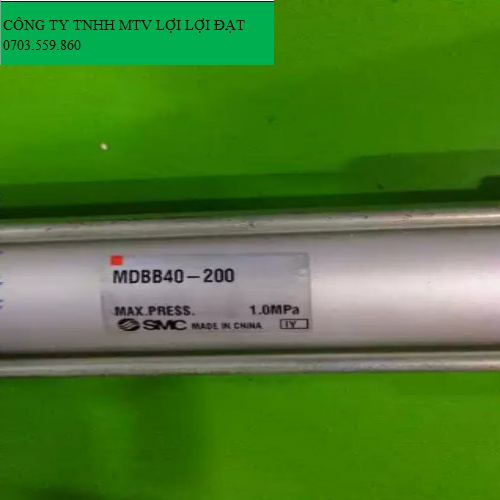 CÔNG TY TNHH MTV LỢI LỢI ĐẠT
0703.559.860
MDBB40-200
MAX.PRESS. 1.0MPa
SMC MADE IN CHINA IY